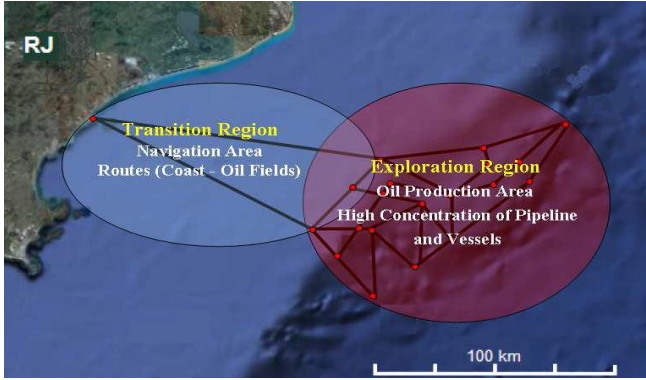 RJ
Transition Region
Navigation Area
Routes (Coast - Oil Fields)
Exploration Region
Oil Production Area
High Concentration of Pipeline
and Vessels
100 km